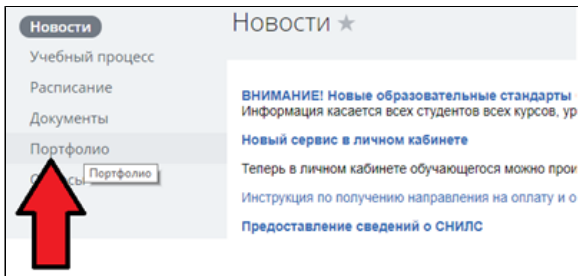 Новости
Учебный процесс
Расписание
Документы
Портфолио
Портфолио
Новости
ВНИМАНИЕ! Новые образовательные стандарты
Информация касается всех студентов всех курсов, ур
Новый сервис в личном кабинете
Теперь в личном кабинете обучающегося можно прои
Инструкция по получению направления на оплату и о
Предоставление сведений о СНИЛС